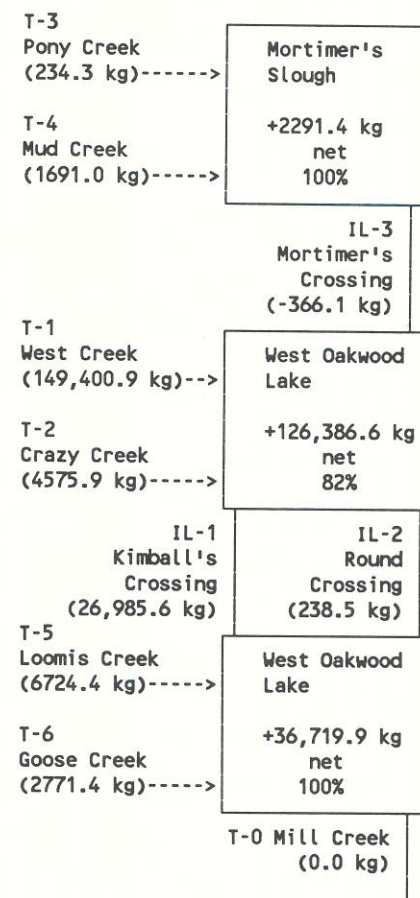 T-3
Pony Creek
(234.3 kg)------>
Mortimer's
Slough
T-4
Mud Creek
(1691.0 kg)----->
+2291.4 kg
net
100%
IL-3
Mortimer's
Crossing
(-366.1 kg)
T-1
West Creek
(149,400.9 kg)-->
West Oakwood
Lake
T-2
Crazy Creek
(4575.9 kg)----->
+126,386.6 kg
net
82%
IL-1
Kimball's
Crossing
(26,985.6 kg)
IL-2
Round
Crossing
(238.5 kg)
T-5
Loomis Creek
(6724.4 kg)----->
West Oakwood
Lake
T-6
Goose Creek
(2771.4 kg)----->
+36,719.9 kg
net
100%
T-0 Mill Creek
(0.0 kg)